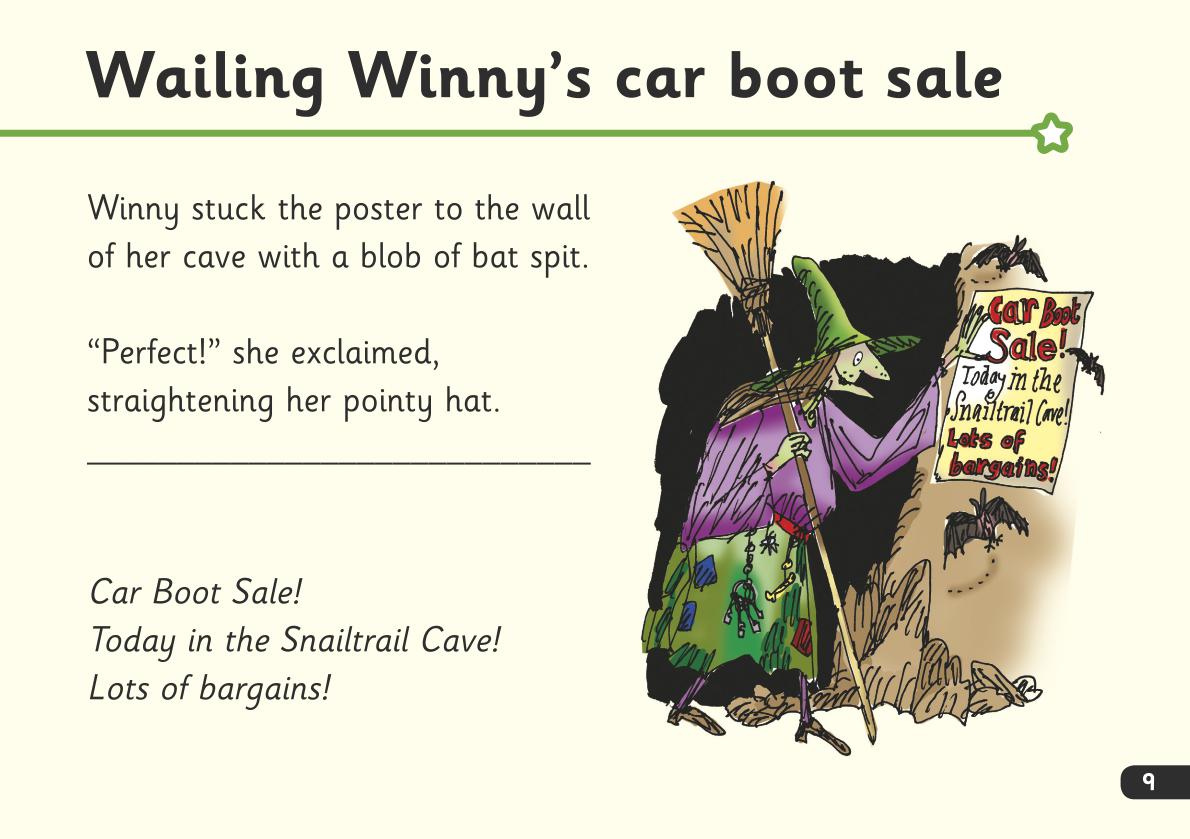 Wailing Winny’s car boot sale
Winny stuck the poster to the wall
of her cave with a blob of bat spit.
“Perfect!” she exclaimed,
straightening her pointy hat.
Car Boot Sale!
Today in the Snailtrail Cave!
Lots of bargains!
Car Boot
Sale!
Today in the
Snailtrail Cave!
Lots of
bargains!
9